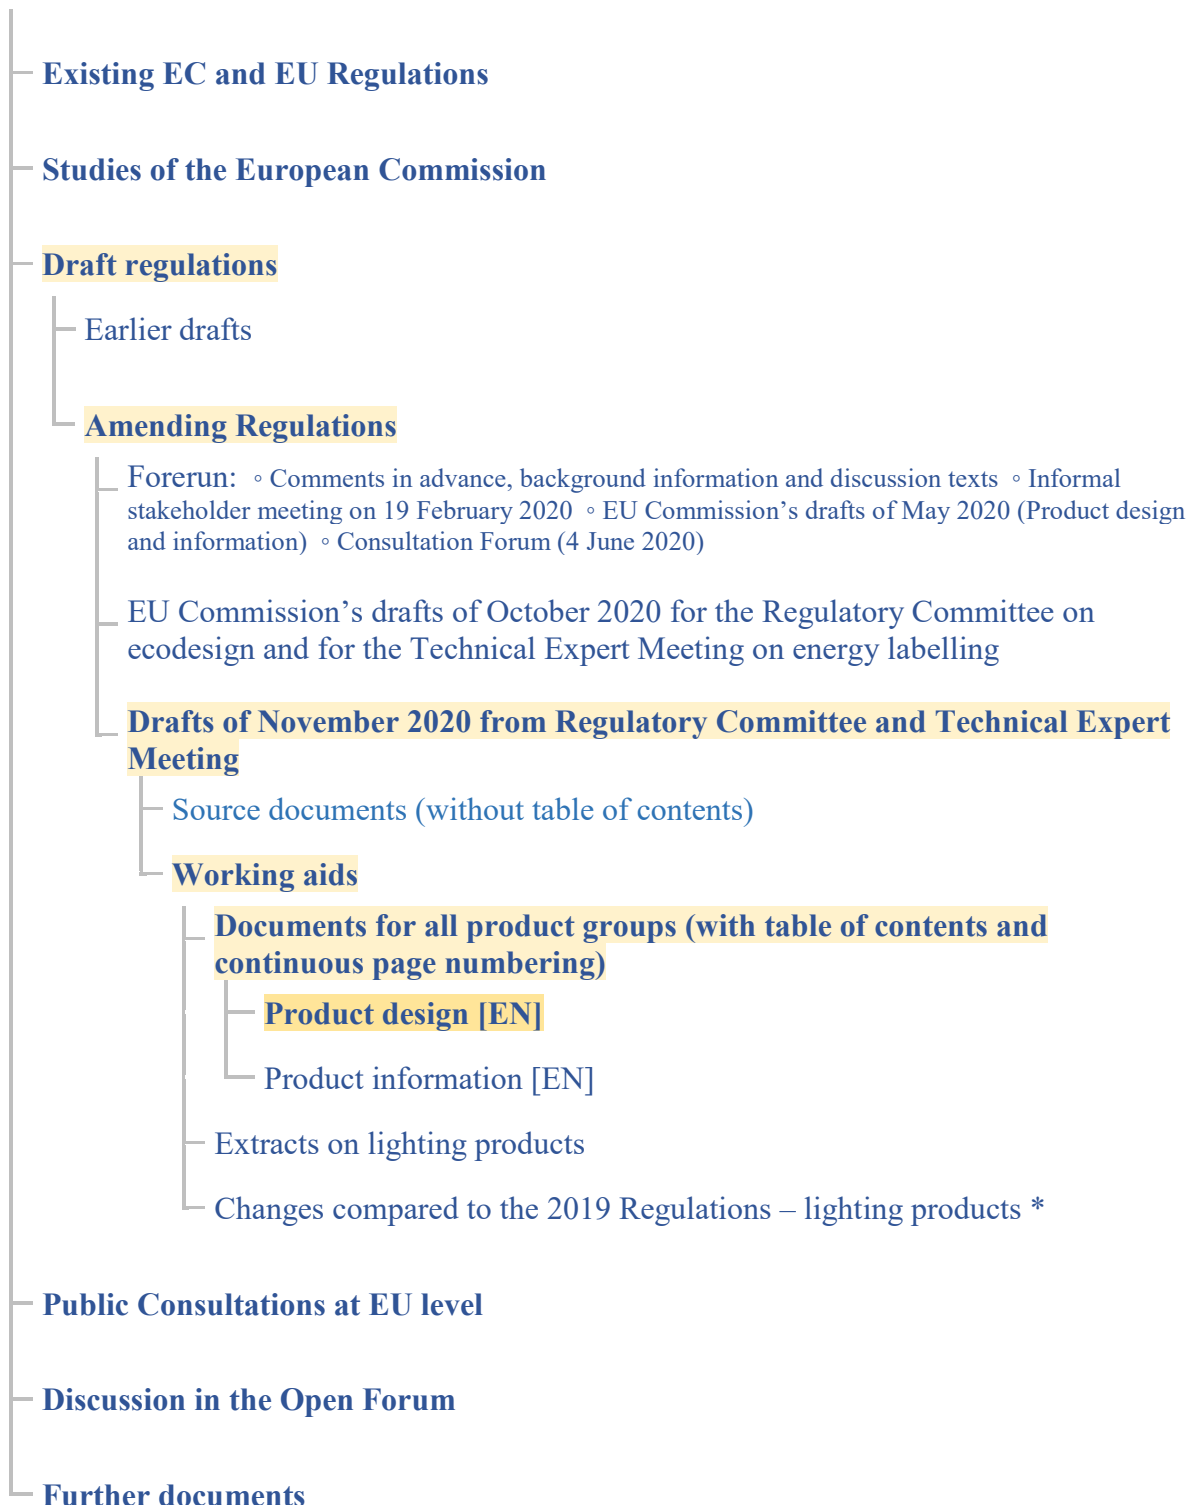 Existing EC and EU Regulations
Studies of the European Commission
Draft regulations
Earlier drafts
Amending Regulations
Forerun: ◦ Comments in advance, background information and discussion texts ◦ Informal
stakeholder meeting on 19 February 2020 ◦ EU Commission’s drafts of May 2020 (Product design
and information) ◦ Consultation Forum (4 June 2020)
EU Commission’s drafts of October 2020 for the Regulatory Committee on
ecodesign and for the Technical Expert Meeting on energy labelling
Drafts of November 2020 from Regulatory Committee and Technical Expert
Meeting
Source documents (without table of contents)
Working aids
Documents for all product groups (with table of contents and
continuous page numbering)
Product design [EN]
Product information [EN]
Extracts on lighting products
Changes compared to the 2019 Regulations – lighting products *
Public Consultations at EU level
Discussion in the Open Forum
Further documents